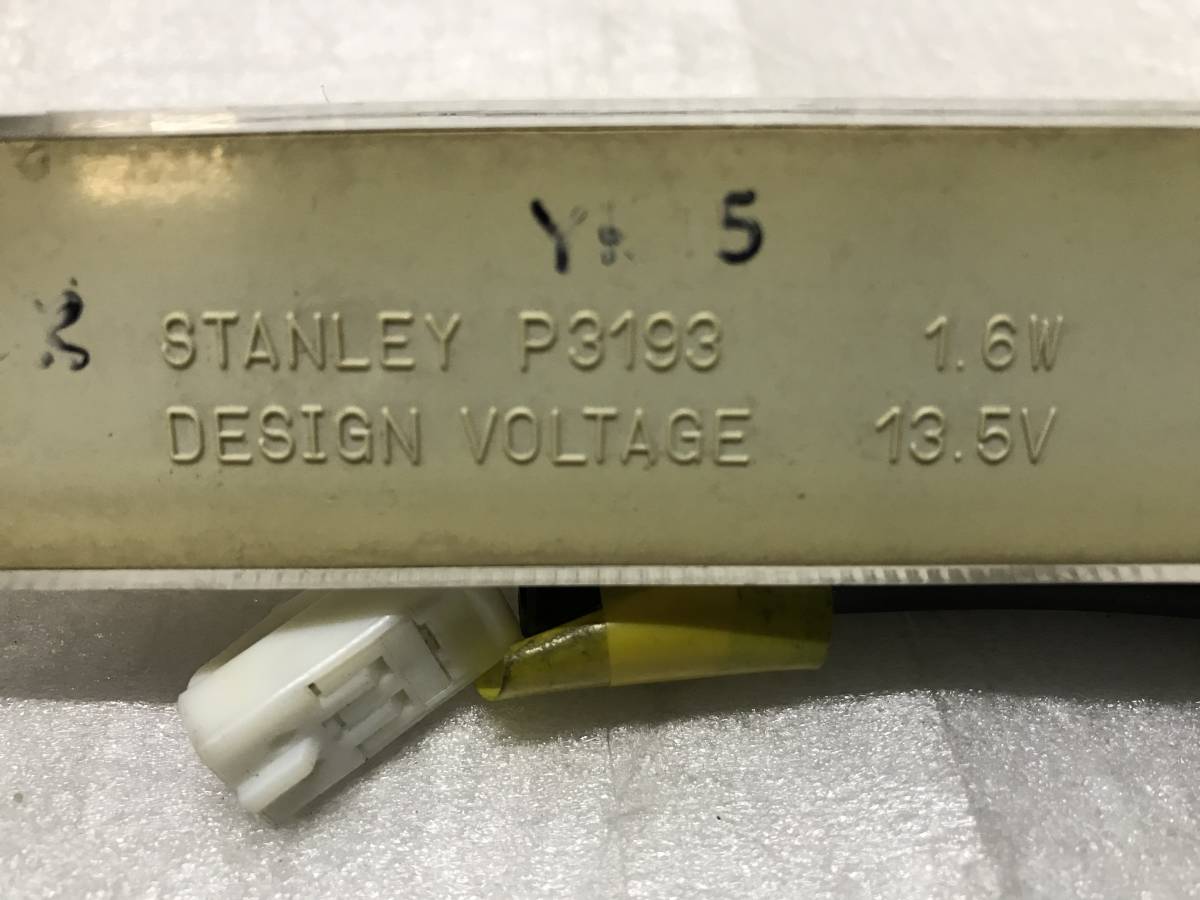 Y 5
STANLEY P3193 1.6W
DESIGN VOLTAGE 13.5V